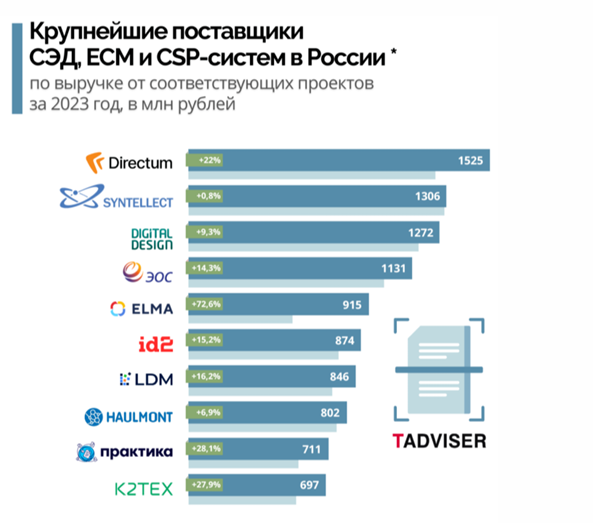 Крупнейшие поставщики
СЭД, ECM и CSP-систем в России *
по выручке от соответствующих проектов
за 2023 год, в млн рублей
Directum +22% 1525
SYNTELLECT +0,8% 1306
DIGITAL
DESIGN +9,3% 1272
ЭОС +14,3% 1131
ELMA +72,6% 915
id2 +15,2% 874
LDM +16,2% 846
HAULMONT +6,9% 802
практика +28,1% 711
K2TEX +27,9% 697
TADVISER